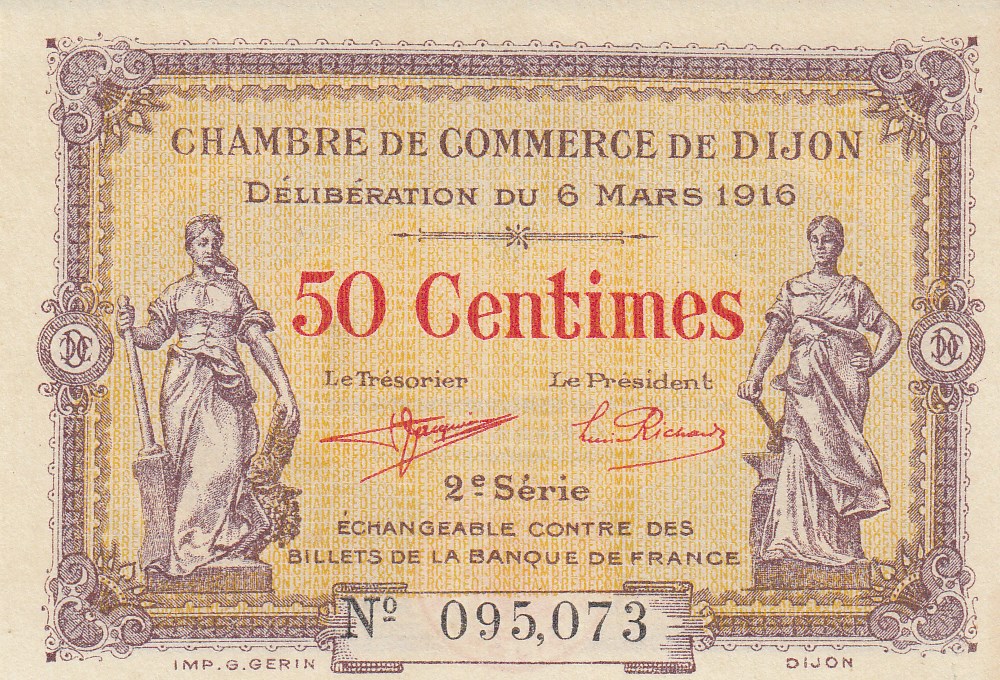 CHAMBRE DE COMMERCE DE DIJON
DÉLIBÉRATION DU 6 MARS 1916
50 Centimes
Le Trésorier Le Président
Richard
2e Série
ÉCHANGEABLE CONTRE DES
BILLETS DE LA BANQUE DE FRANCE
No 095,073
IMP. G. GERIN DIJON